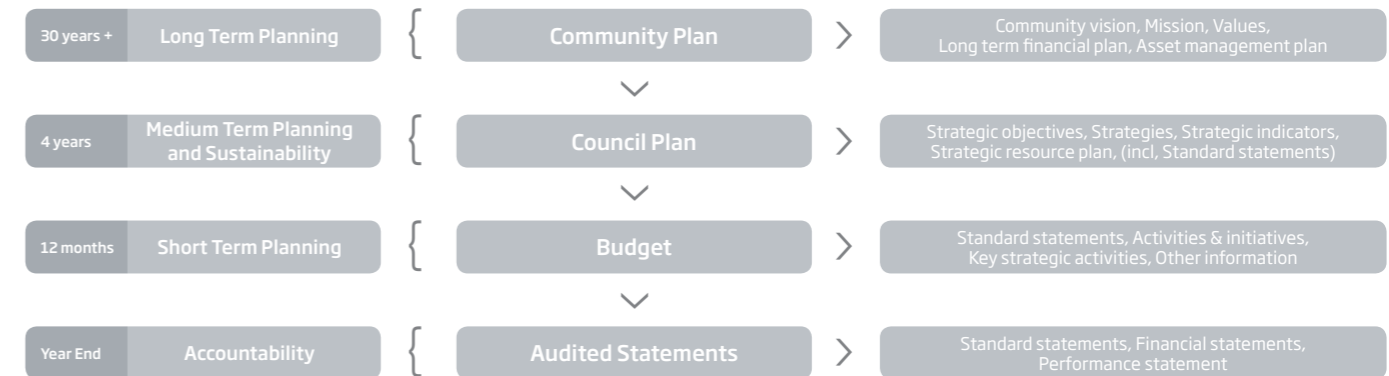 30 years +
Long Term Planning
Community Plan
Community vision, Mission, Values,
Long term financial plan, Asset management plan
4 years
Medium Term Planning
and Sustainability
Council Plan
Strategic objectives, Strategies, Strategic indicators,
Strategic resource plan, (incl, Standard statements)
12 months
Short Term Planning
Budget
Standard statements, Activities & initiatives,
Key strategic activities, Other information
Year End
Accountability
Audited Statements
Standard statements, Financial statements,
Performance statement